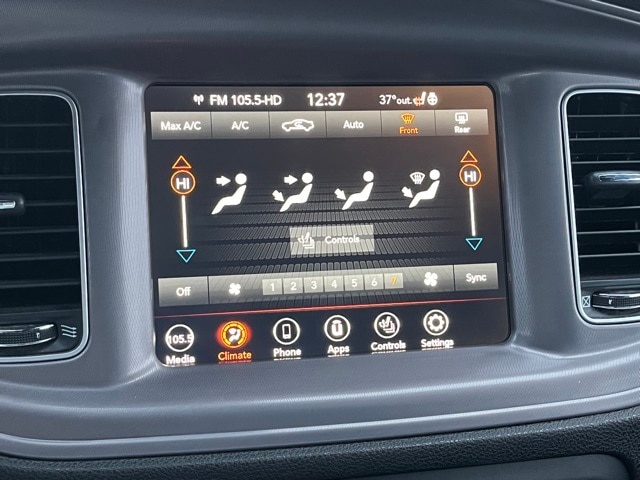 FM 105.5-HD 12:37 37°out.
Max A/C A/C Auto Front Rear
HI HI
Controls
Off 1 2 3 4 5 6 7 Sync
105.5
Media Climate Phone Apps Controls Settings